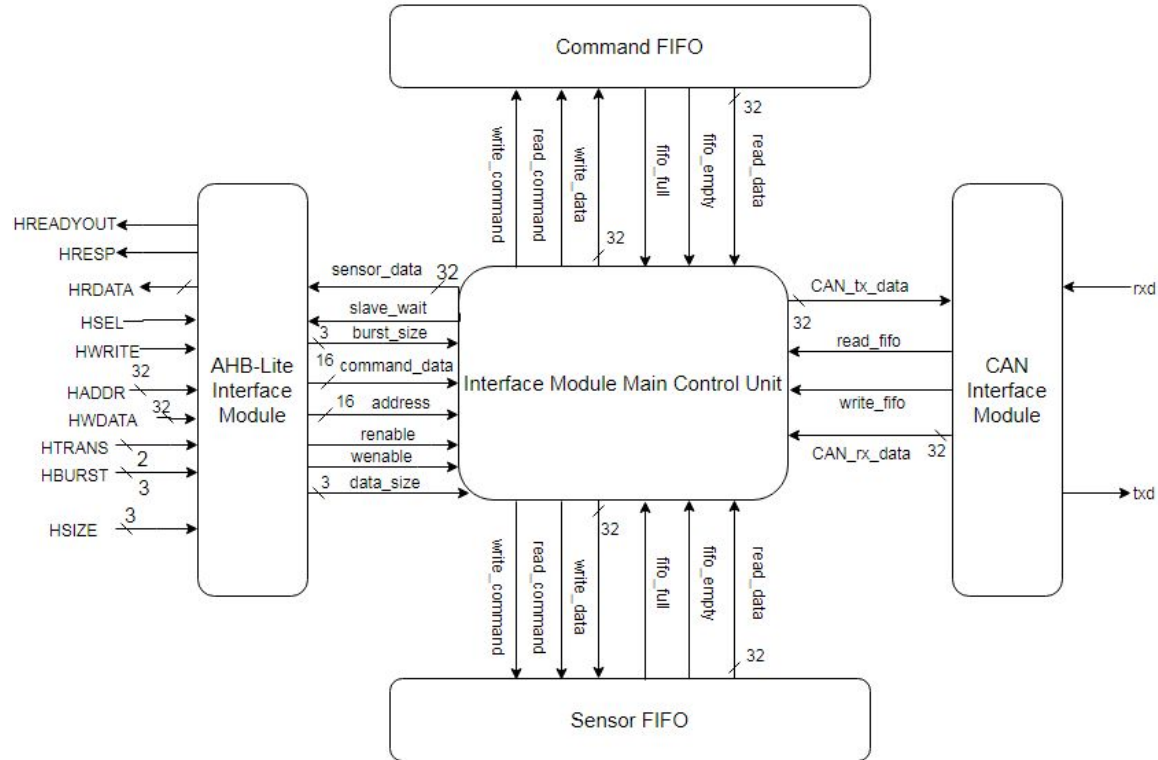 Command FIFO
32
write_command
read_command
write_data
fifo_full
fifo_empty
read_data
32
HREADYOUT
HRESP
HRDATA
HSEL
HWRITE
32
HADDR
32
HWDATA
HTRANS
2
HBURST
3
HSIZE
3
AHB-Lite
Interface
Module
sensor_data
32
slave_wait
3
burst_size
16
command_data
16
address
renable
wenable
3
data_size
Interface Module Main Control Unit
CAN_tx_data
32
read_fifo
write_fifo
CAN_rx_data
32
CAN
Interface
Module
rxd
txd
32
write_command
read_command
write_data
fifo_full
fifo_empty
read_data
32
Sensor FIFO